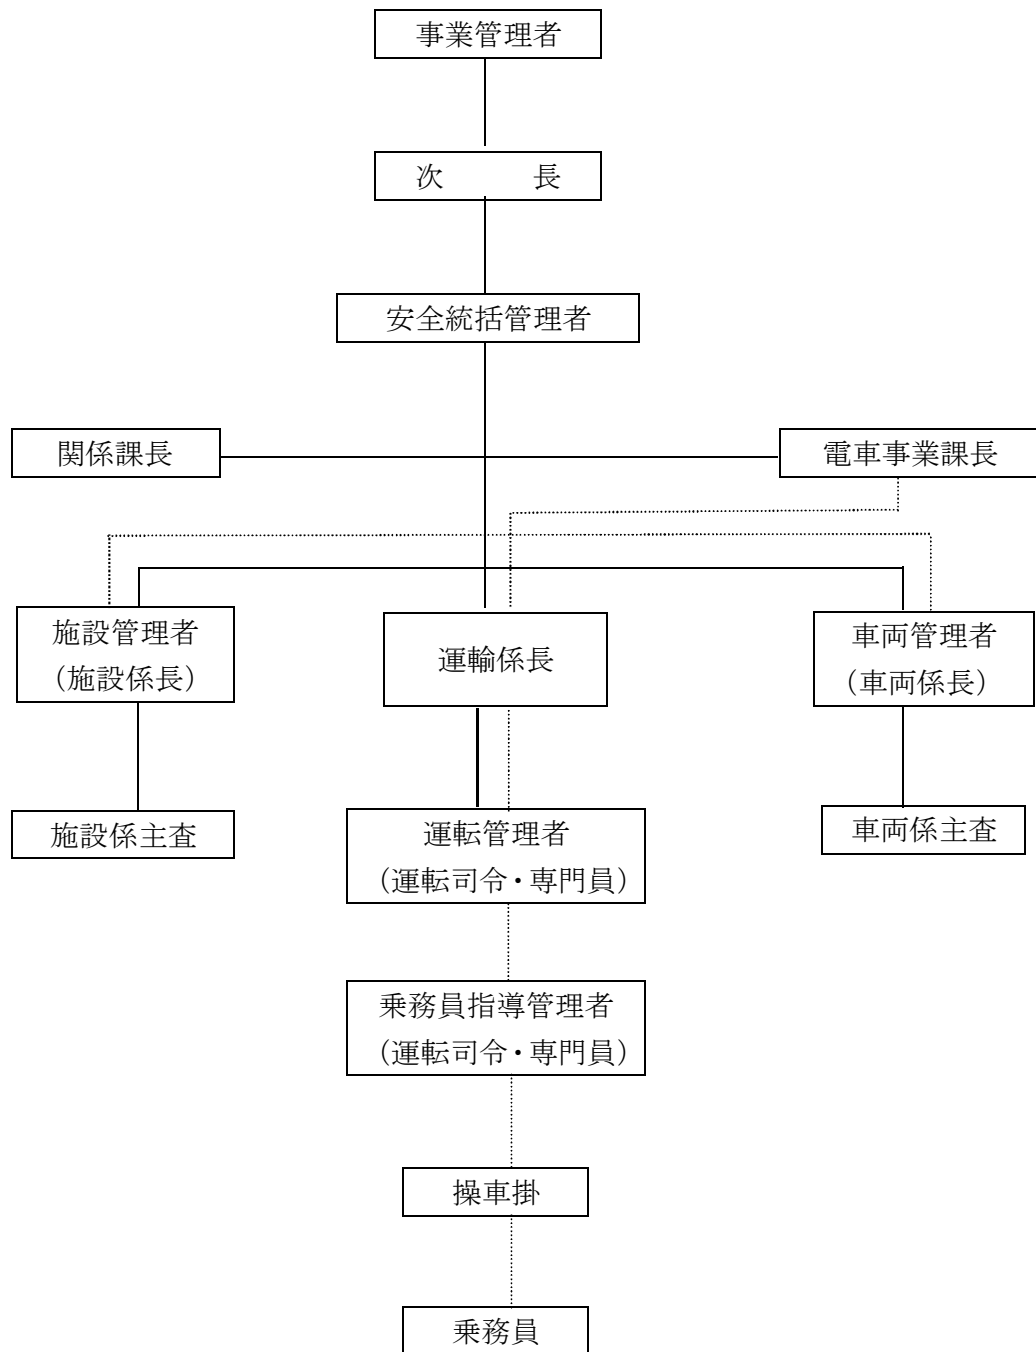 事業管理者
次　　　長
安全統括管理者
関係課長
電車事業課長
施設管理者
（施設係長）
運輸係長
車両管理者
（車両係長）
施設係主査
運転管理者
（運転司令・専門員）
車両係主査
乗務員指導管理者
（運転司令・専門員）
操車掛
乗務員